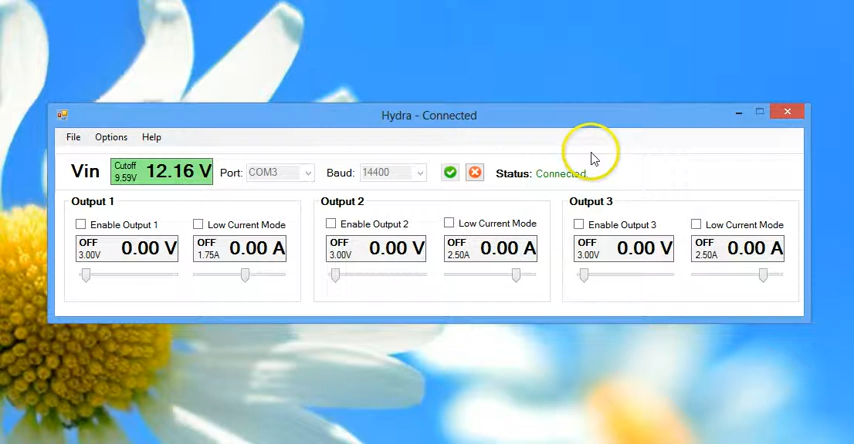 Hydra - Connected
File Options Help
Vin Cutoff 9.59V 12.16 V Port: COM3 Baud: 14400 Status: Connected
Output 1 Output 2 Output 3
Enable Output 1 Low Current Mode Enable Output 2 Low Current Mode Enable Output 3 Low Current Mode
OFF 3.00V 0.00 V OFF 1.75A 0.00 A OFF 3.00V 0.00 V OFF 2.50A 0.00 A OFF 3.00V 0.00 V OFF 2.50A 0.00 A